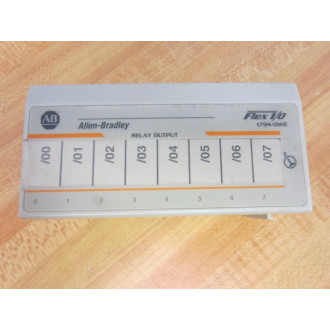 AB
Allen-Bradley
Flex I/O
1794-OW8
RELAY OUTPUT
/00 /01 /02 /03 /04 /05 /06 /07
0 1 2 3 4 5 6 7